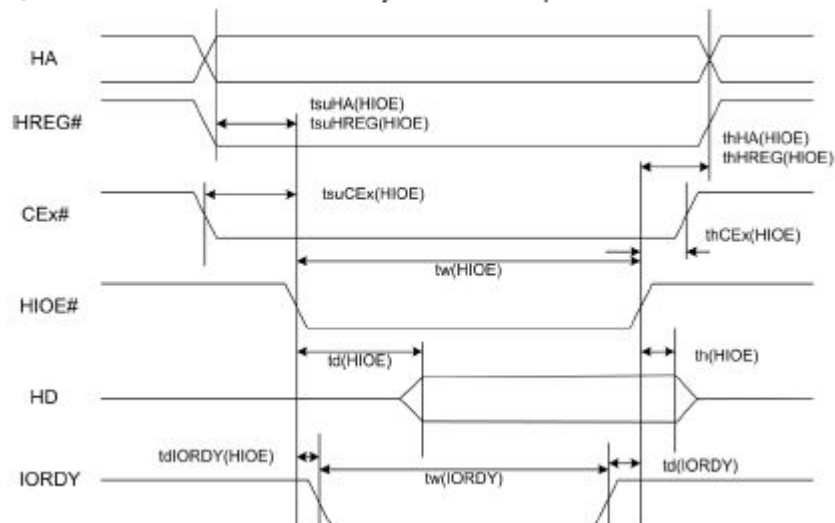 HA
tsuHA(HIOE)
HREG#
tsuHREG(HIOE)
thHA(HIOE)
thHREG(HIOE)
tsuCEx(HIOE)
CEx#
thCEx(HIOE)
tw(HIOE)
HIOE#
td(HIOE)
th(HIOE)
HD
tdIORDY(HIOE)
td(IORDY)
IORDY
tw(IORDY)